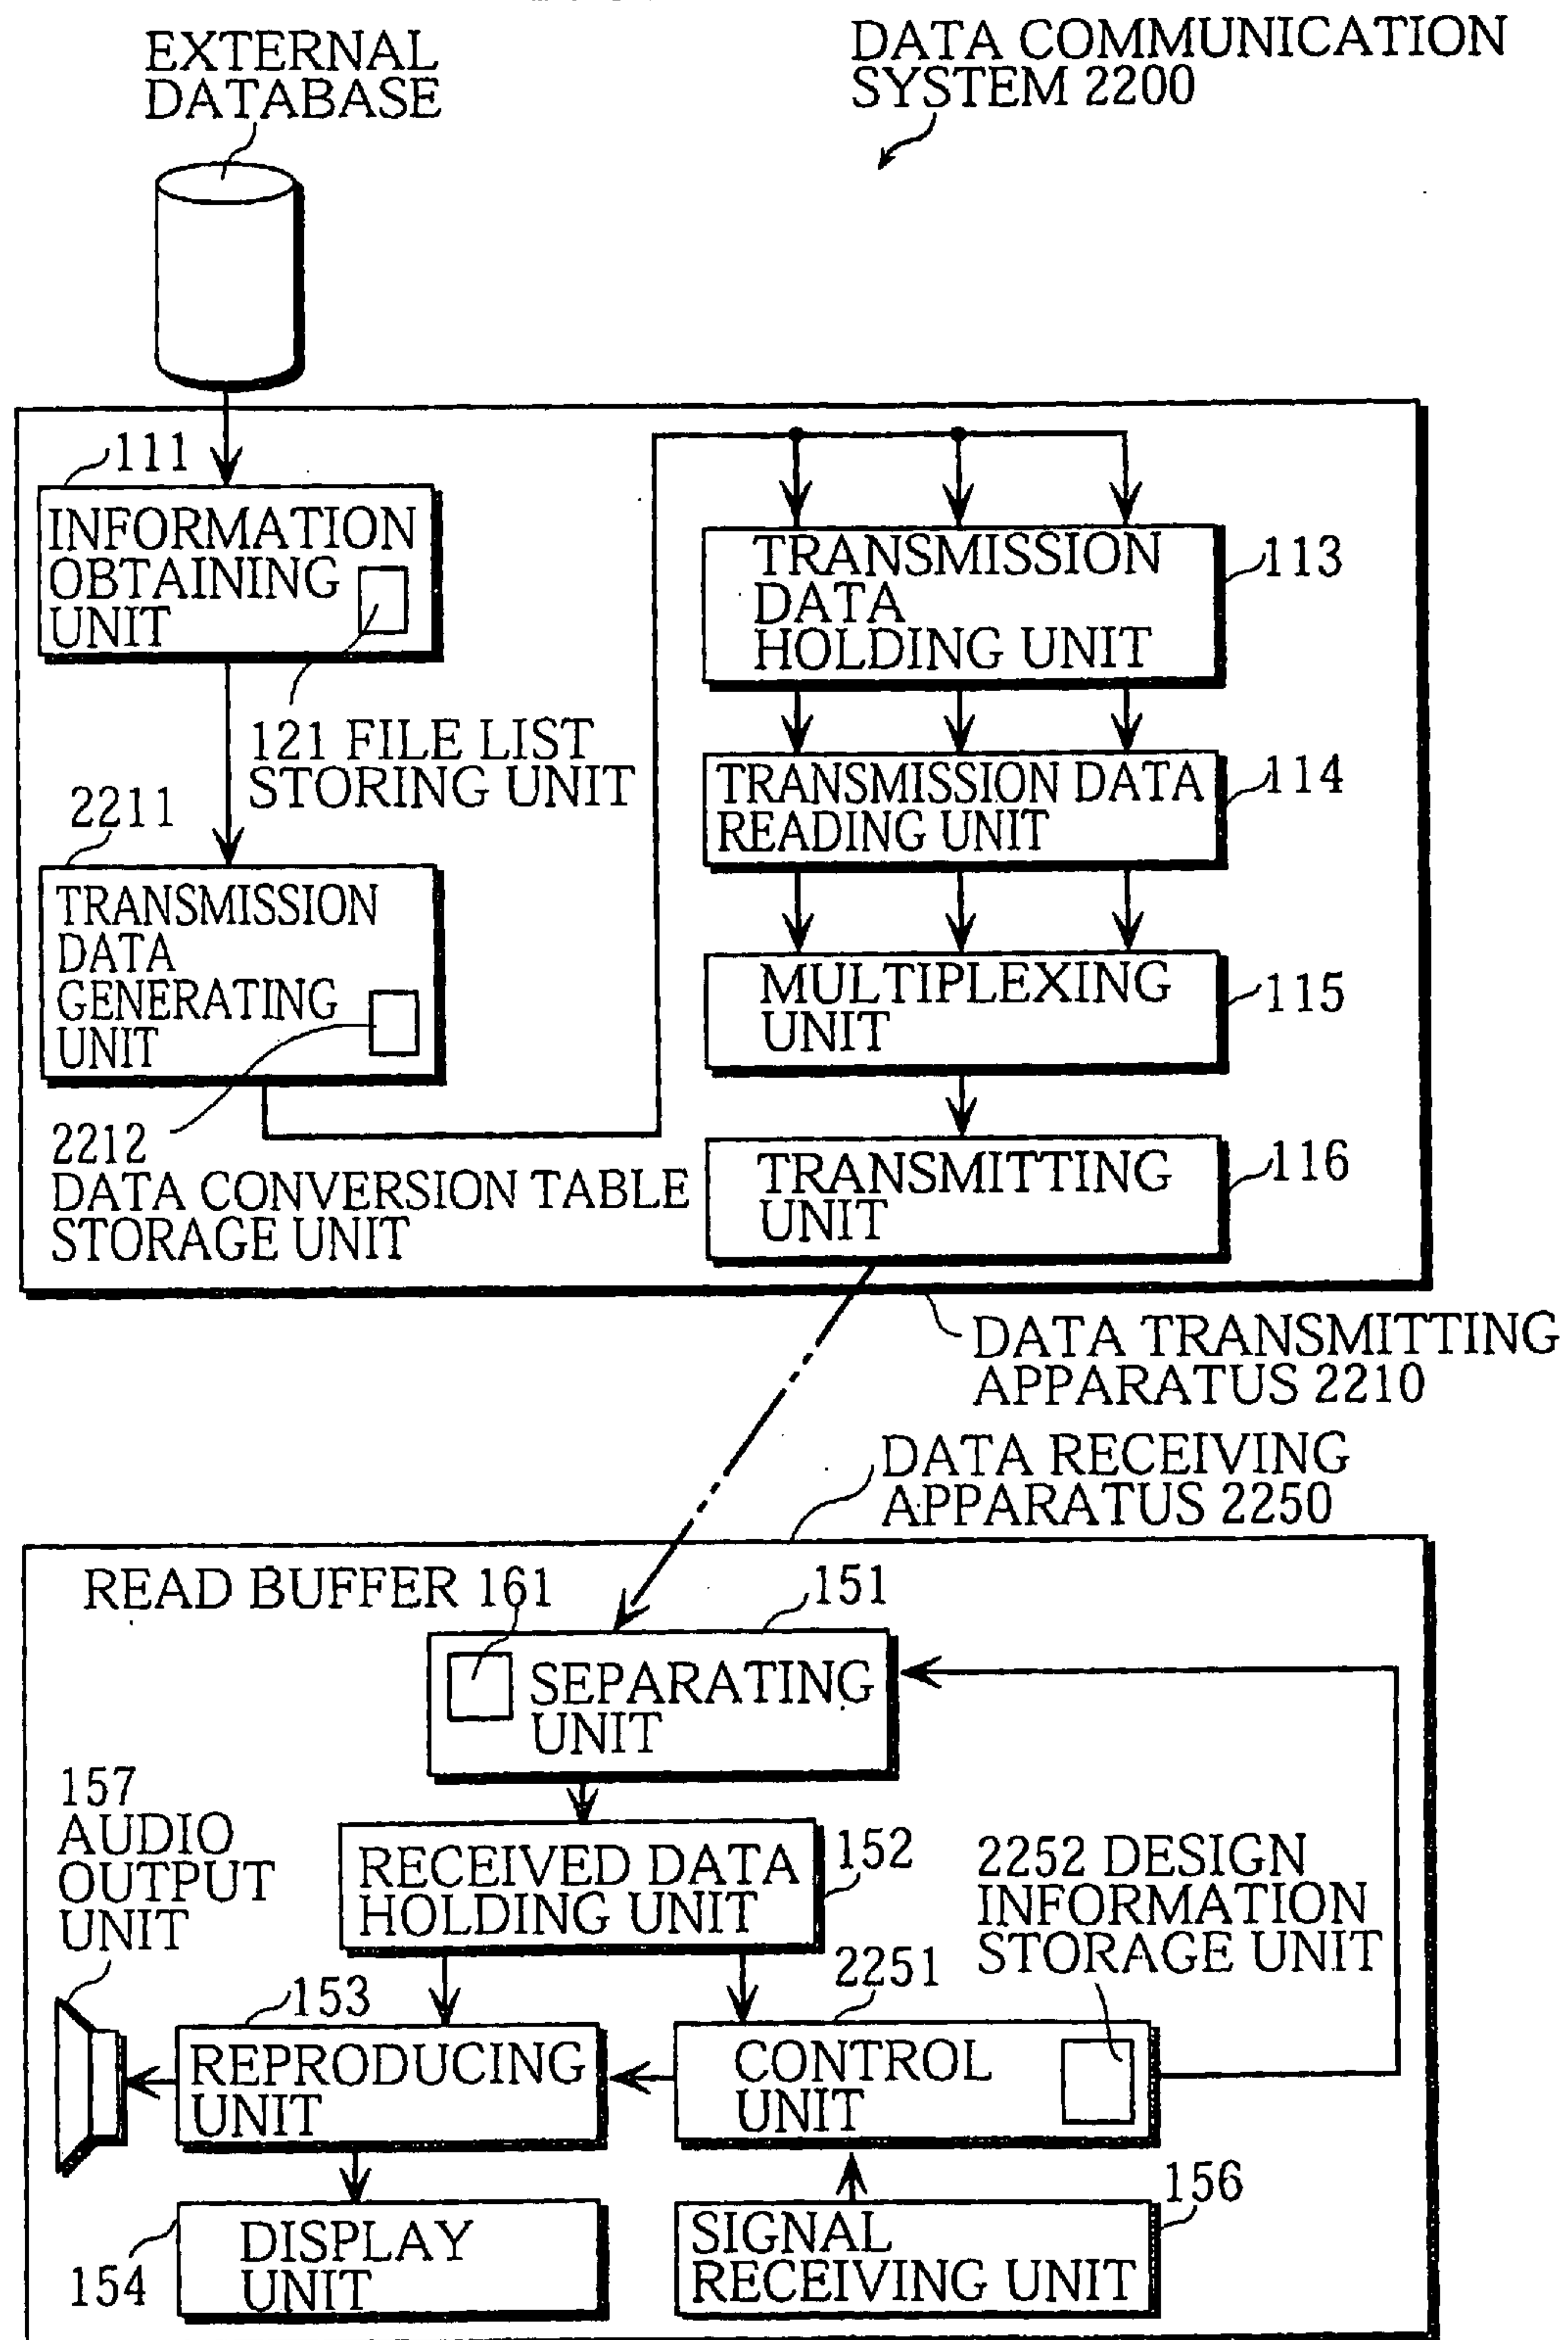 EXTERNAL
DATABASE
DATA COMMUNICATION
SYSTEM 2200
111
INFORMATION
OBTAINING
UNIT
121 FILE LIST
STORING UNIT
2211
TRANSMISSION
DATA
GENERATING
UNIT
2212
DATA CONVERSION TABLE
STORAGE UNIT
TRANSMISSION
DATA
HOLDING UNIT
113
TRANSMISSION DATA
READING UNIT
114
MULTIPLEXING
UNIT
115
TRANSMITTING
UNIT
116
DATA TRANSMITTING
APPARATUS 2210
DATA RECEIVING
APPARATUS 2250
READ BUFFER 161
151
SEPARATING
UNIT
157
AUDIO
OUTPUT
UNIT
RECEIVED DATA
HOLDING UNIT
152
2252 DESIGN
INFORMATION
STORAGE UNIT
2251
153
REPRODUCING
UNIT
CONTROL
UNIT
154
DISPLAY
UNIT
SIGNAL
RECEIVING UNIT
156